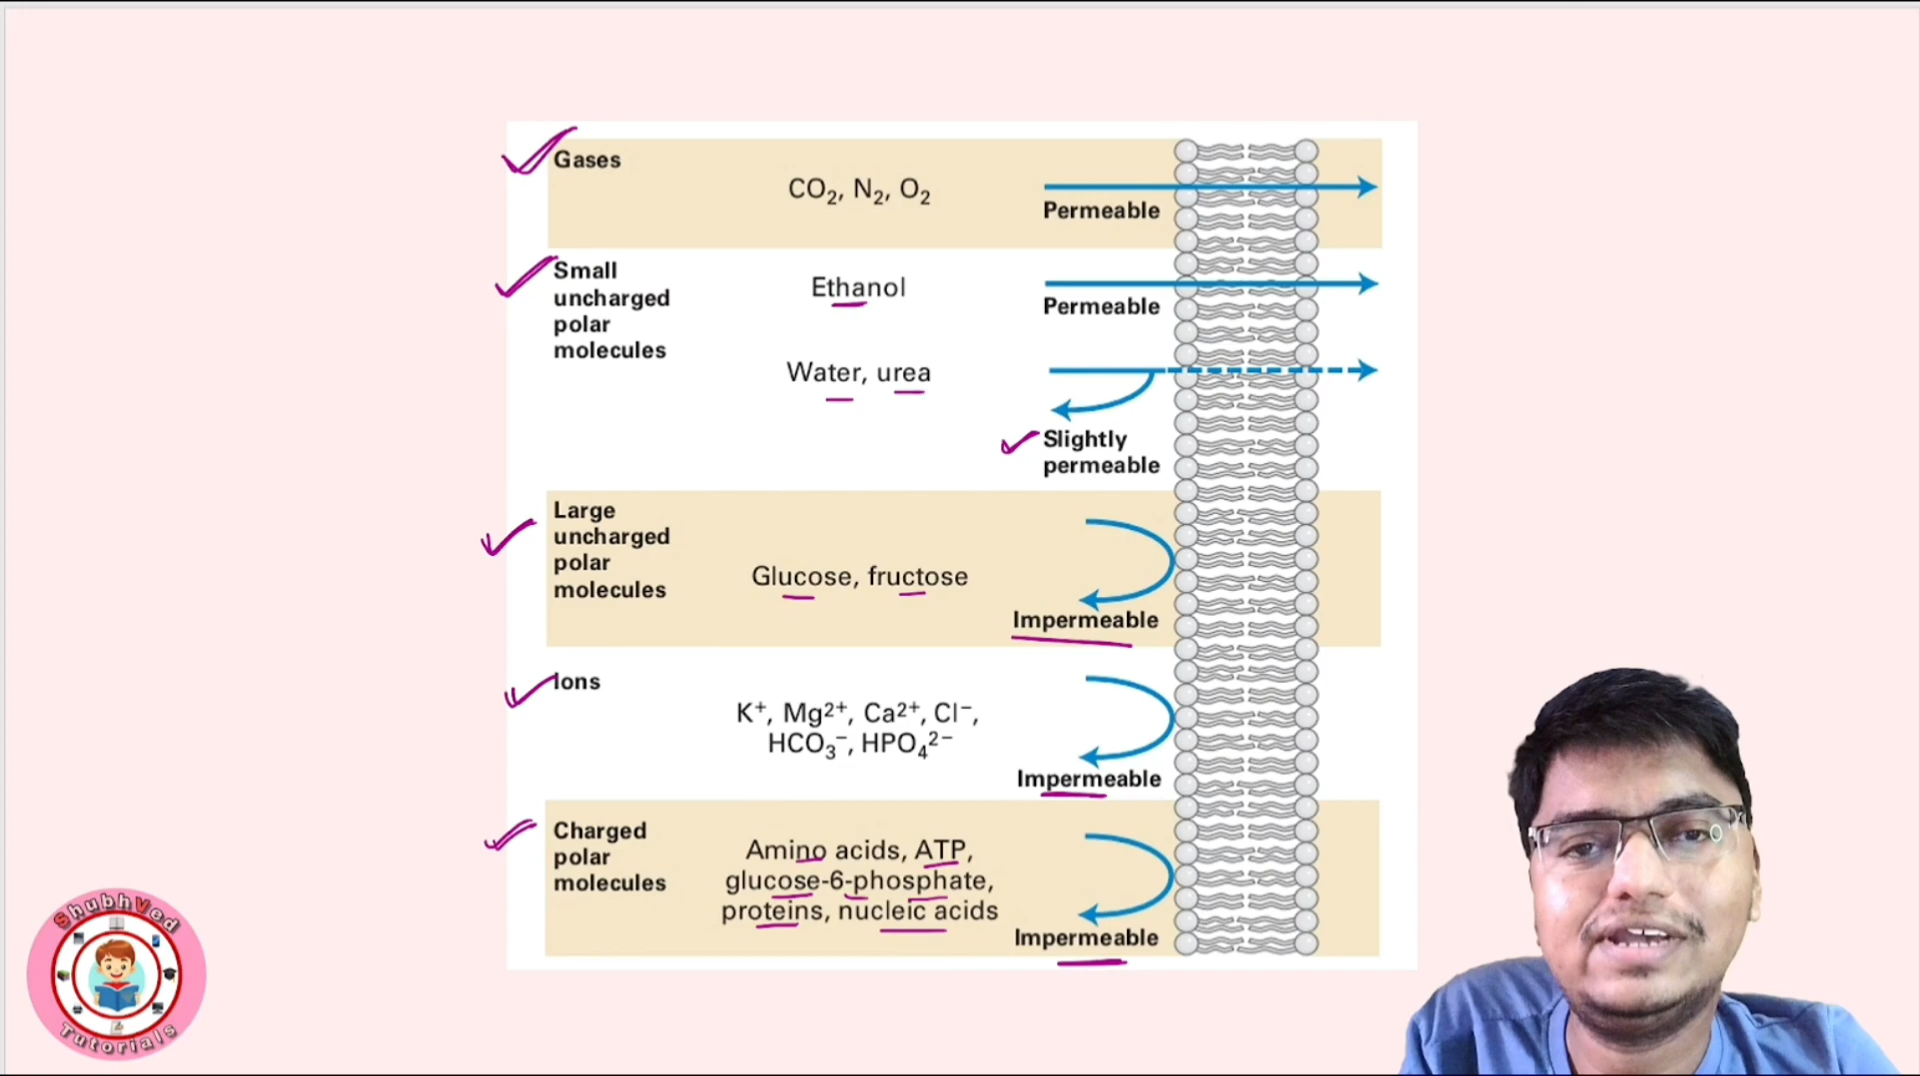 Gases
CO₂, N₂, O₂
Permeable
Small
uncharged
polar
molecules
Ethanol
Permeable
Water, urea
Slightly
permeable
Large
uncharged
polar
molecules
Glucose, fructose
Impermeable
Ions
K⁺, Mg²⁺, Ca²⁺, Cl⁻,
HCO₃⁻, HPO₄²⁻
Impermeable
Charged
polar
molecules
Amino acids, ATP,
glucose-6-phosphate,
proteins, nucleic acids
Impermeable
ShubhVed
Tutorials